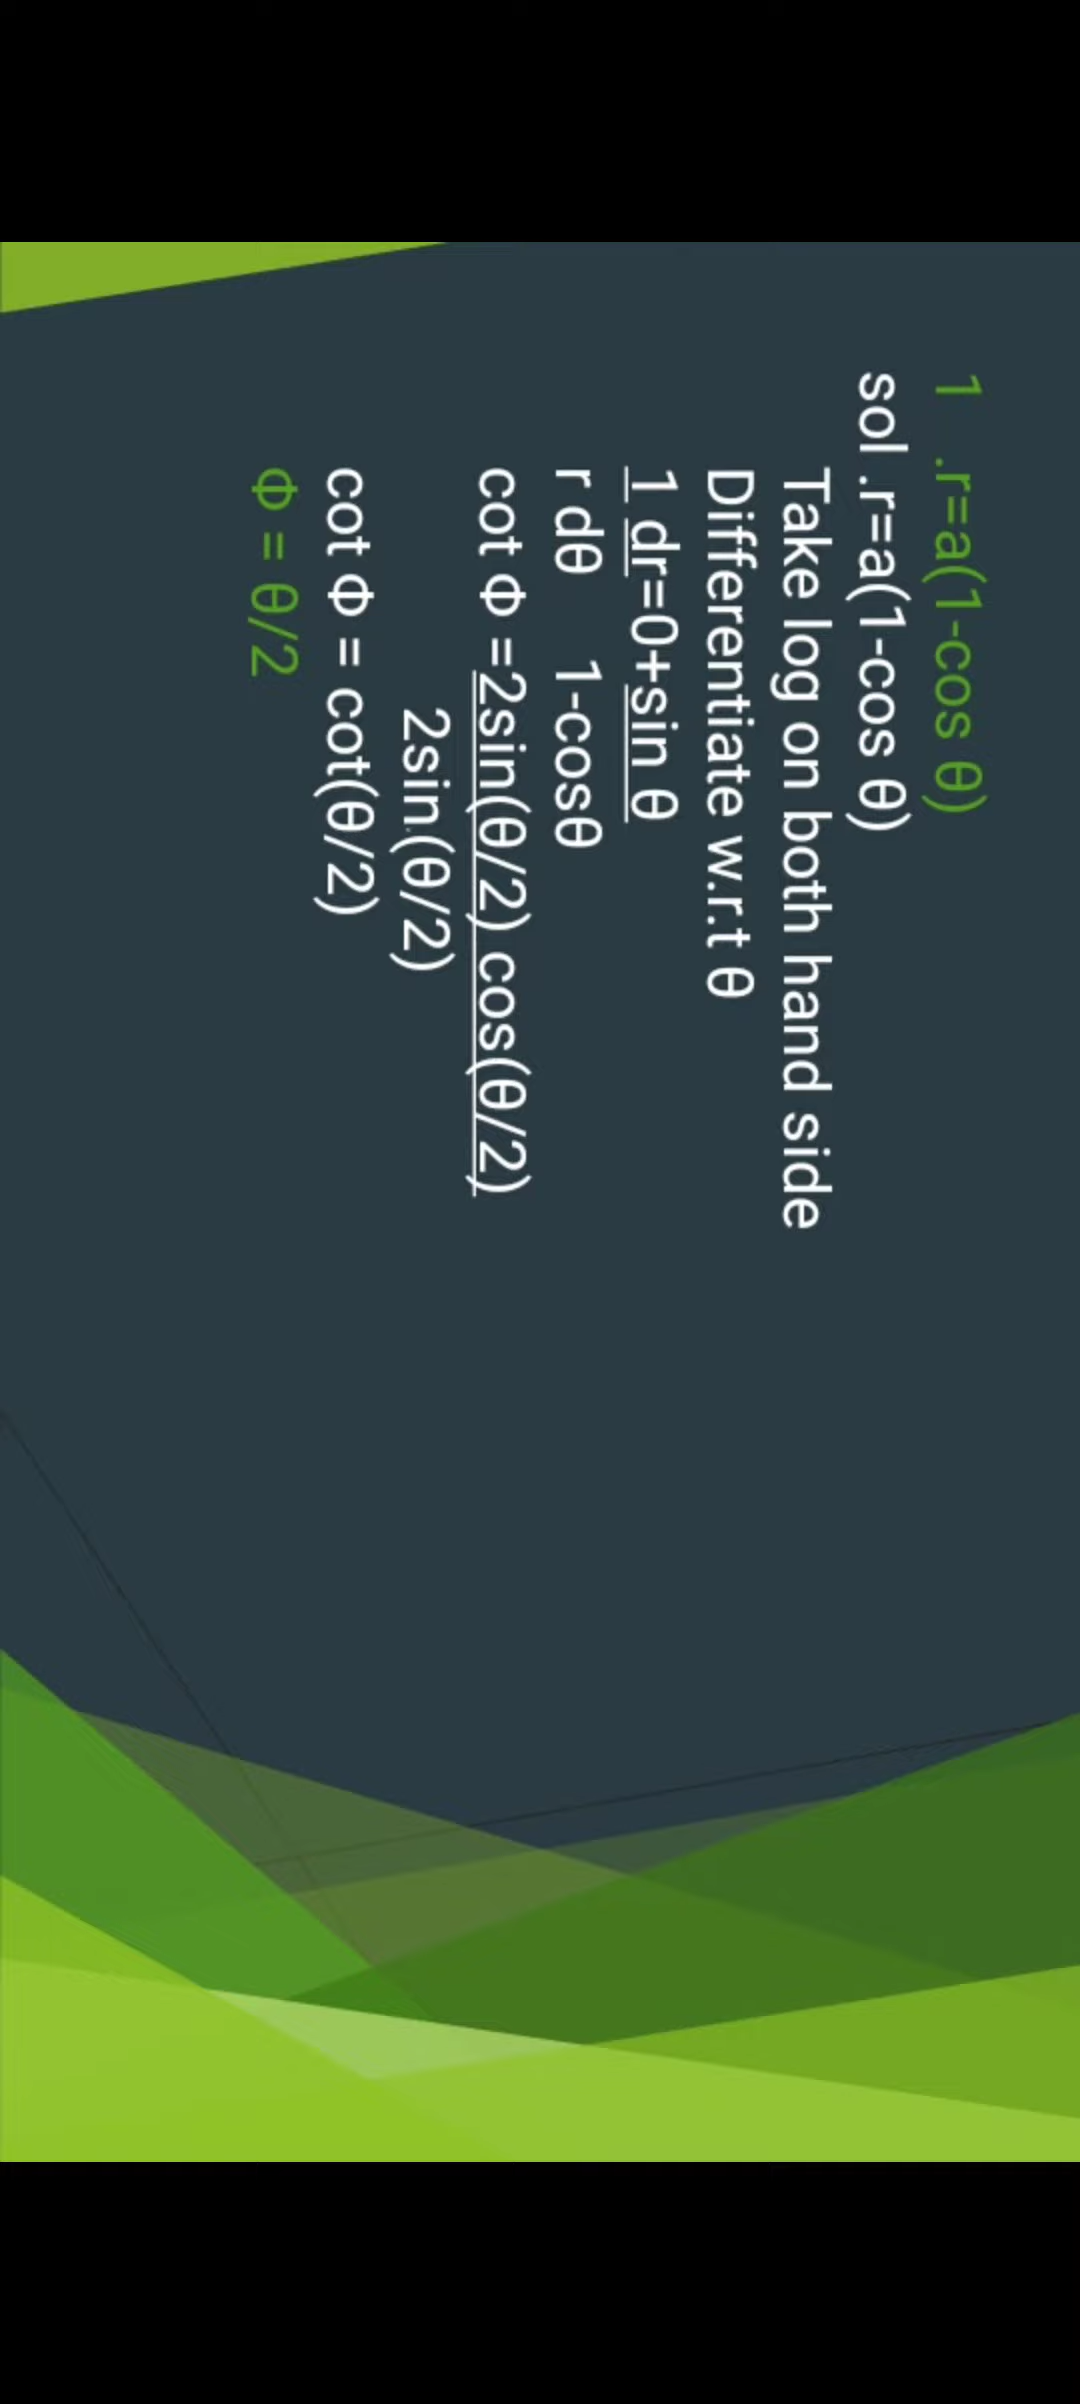 1 .r=a(1-cos θ)
sol .r=a(1-cos θ)
Take log on both hand side
Differentiate w.r.t θ
1 dr=0+sin θ
r dθ 1-cosθ
cot Φ =2sin(θ/2) cos(θ/2)
2sin.(θ/2)
cot Φ = cot(θ/2)
Φ = θ/2